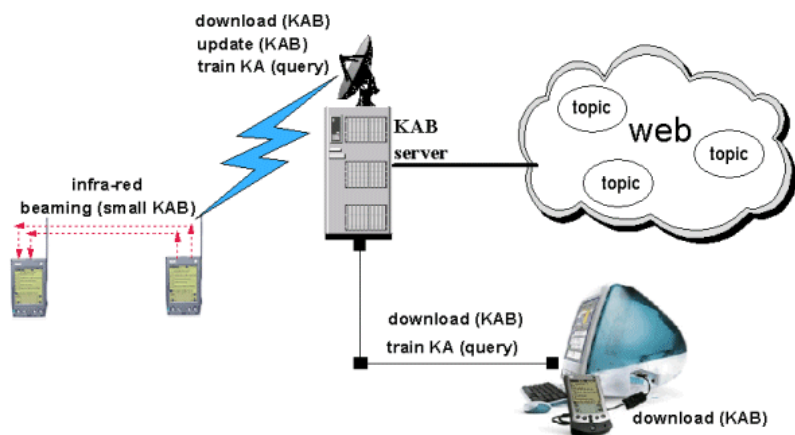 download (KAB)
update (KAB)
train KA (query)
KAB
server
web
topic
topic
topic
infra-red
beaming (small KAB)
download (KAB)
train KA (query)
download (KAB)